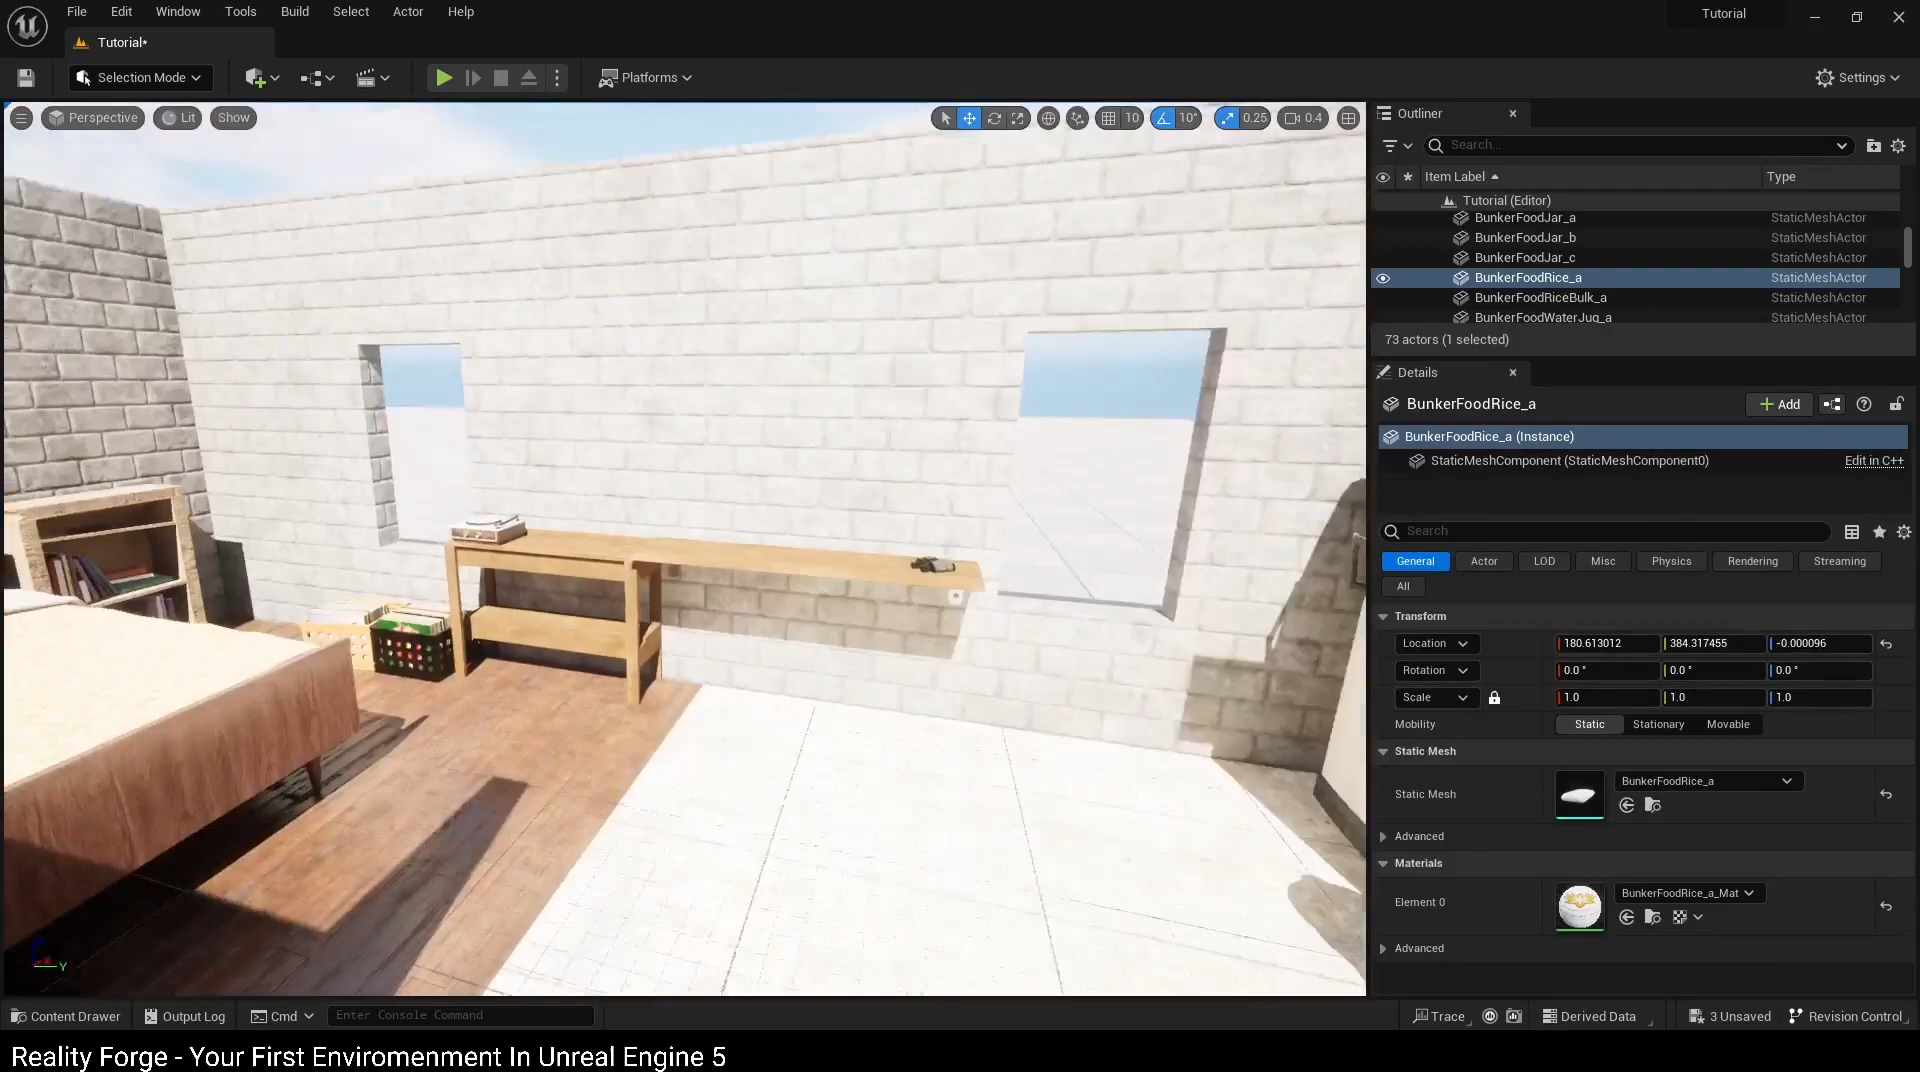 File Edit Window Tools Build Select Actor Help
Tutorial
Tutorial*
Selection Mode
Platforms
Settings
Perspective Lit Show
10 10° 0.25 0.4
Outliner
Search...
Item Label Type
Tutorial (Editor)
BunkerFoodJar_a StaticMeshActor
BunkerFoodJar_b StaticMeshActor
BunkerFoodJar_c StaticMeshActor
BunkerFoodRice_a StaticMeshActor
BunkerFoodRiceBulk_a StaticMeshActor
BunkerFoodWaterJug_a StaticMeshActor
73 actors (1 selected)
Details
BunkerFoodRice_a
Add
BunkerFoodRice_a (Instance)
StaticMeshComponent (StaticMeshComponent0) Edit in C++
Search
General Actor LOD Misc Physics Rendering Streaming
All
Transform
Location 180.613012 384.317455 -0.000096
Rotation 0.0 ° 0.0 ° 0.0 °
Scale 1.0 1.0 1.0
Mobility Static Stationary Movable
Static Mesh
Static Mesh BunkerFoodRice_a
Advanced
Materials
Element 0 BunkerFoodRice_a_Mat
Advanced
Y
Content Drawer Output Log Cmd Enter Console Command Trace Derived Data 3 Unsaved Revision Control
Reality Forge - Your First Enviromenment In Unreal Engine 5